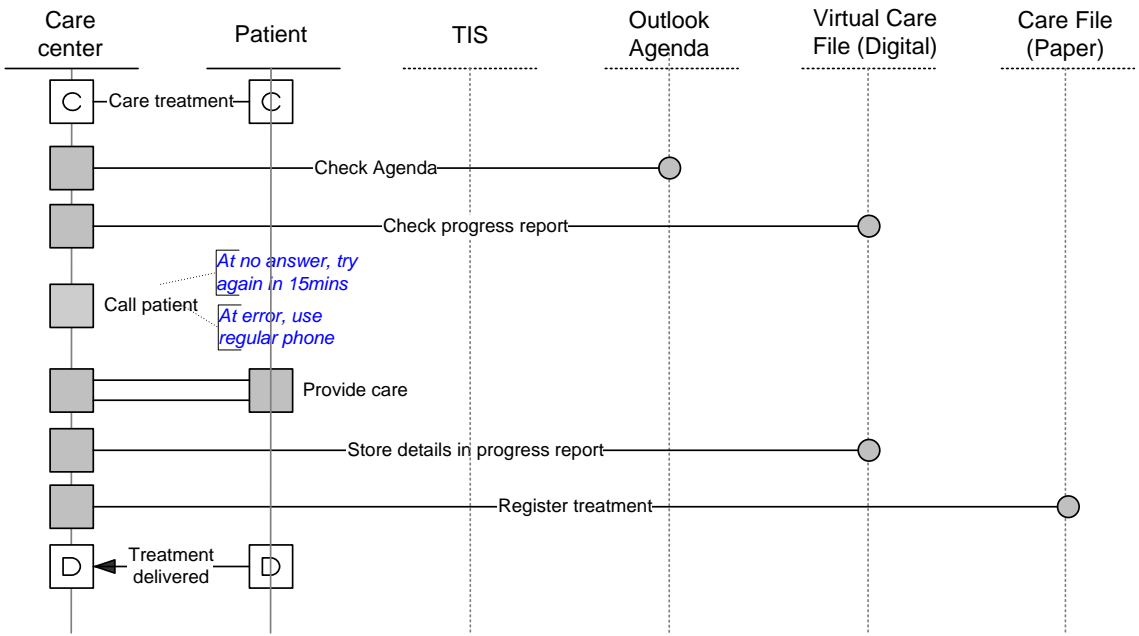 Care
center
Patient
TIS
Outlook
Agenda
Virtual Care
File (Digital)
Care File
(Paper)
C
Care treatment
C
Check Agenda
Check progress report
At no answer, try
again in 15mins
Call patient
At error, use
regular phone
Provide care
Store details in progress report
Register treatment
D
Treatment
delivered
D